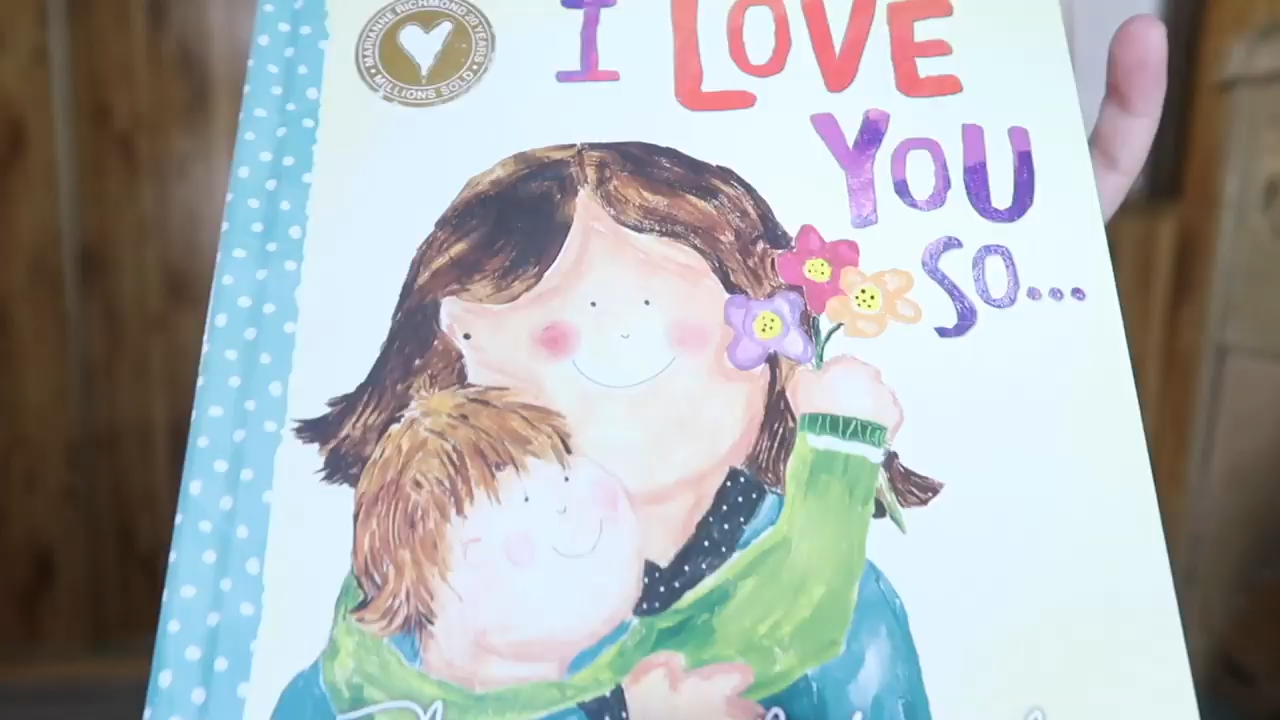 MARIANNE RICHMOND 20 YEARS • MILLIONS SOLD •
I LOVE
YOU
SO...